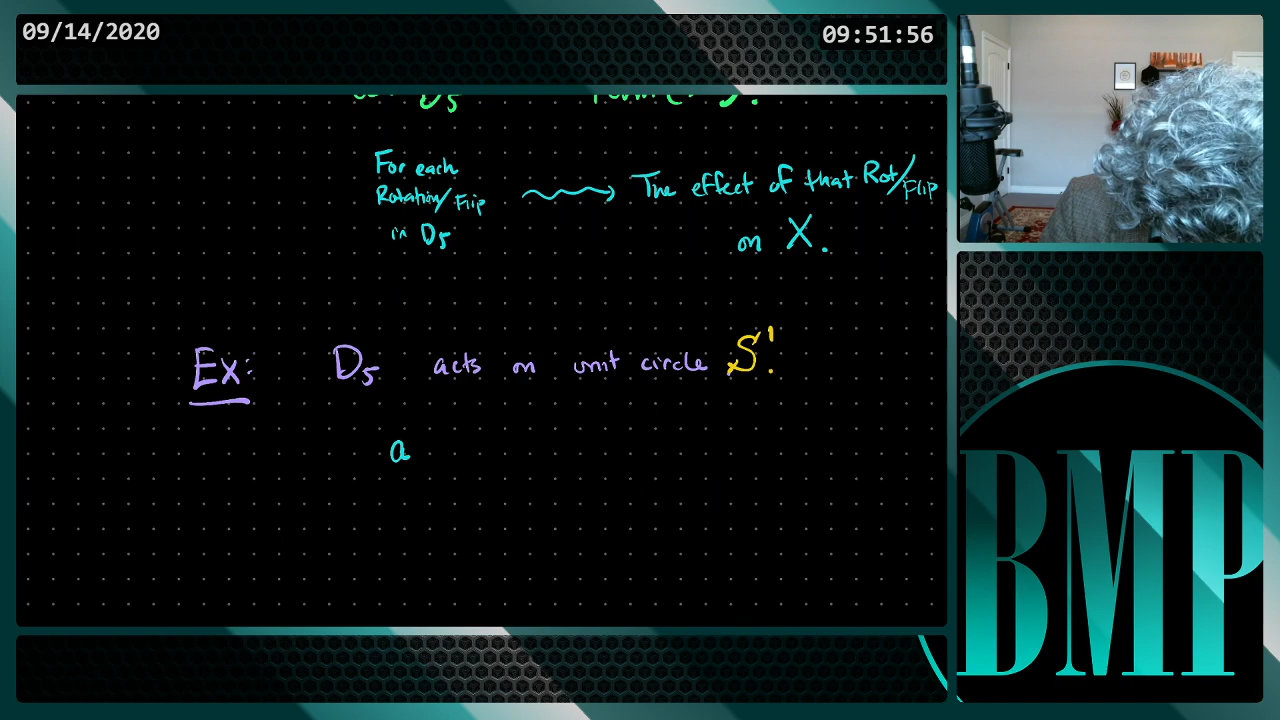 09/14/2020
09:51:56
D₅
For each
Rotation/Flip
in D₅
The effect of that Rot/Flip
on X.
Ex: D₅ acts on unit circle S¹.
a
BMP